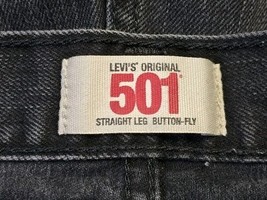 LEVI'S® ORIGINAL
501®
STRAIGHT LEG BUTTON-FLY